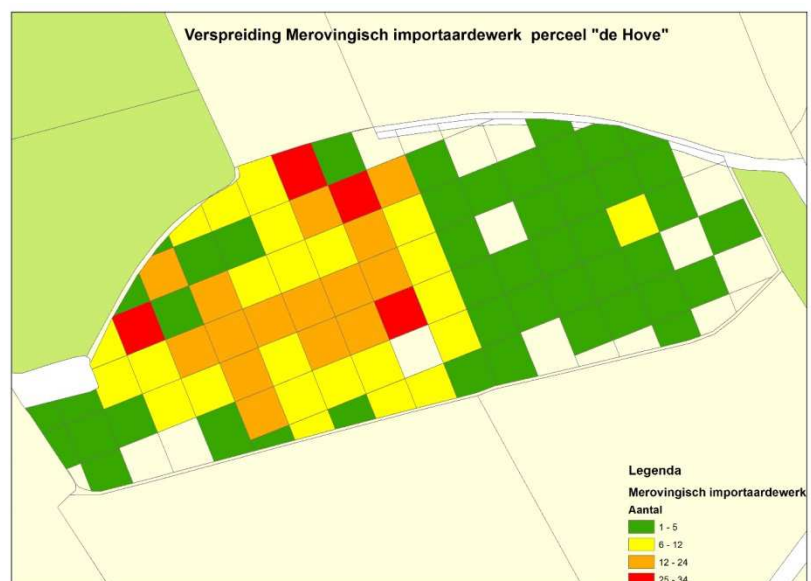 Verspreiding Merovingisch importaardewerk perceel "de Hove"
Legenda
Merovingisch importaardewerk
Aantal
1 - 5
6 - 12
12 - 24
25 - 34